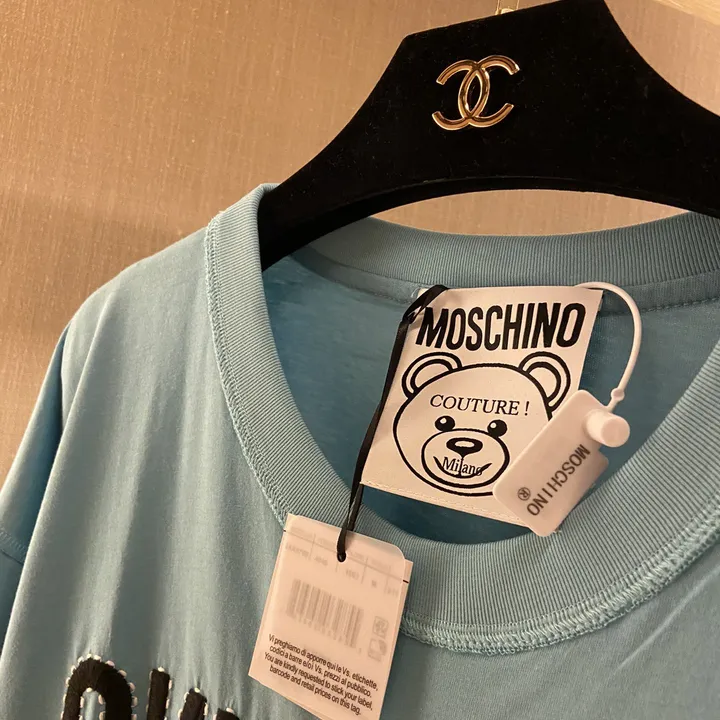 MOSCHINO
COUTURE !
Milano
MOSCHINO
®
Vi preghiamo di apporre qui le Vs. etichette,
codici a barre e/o i Vs. prezzi al pubblico.
You are kindly requested to stick your label,
barcode and retail prices on this tag.